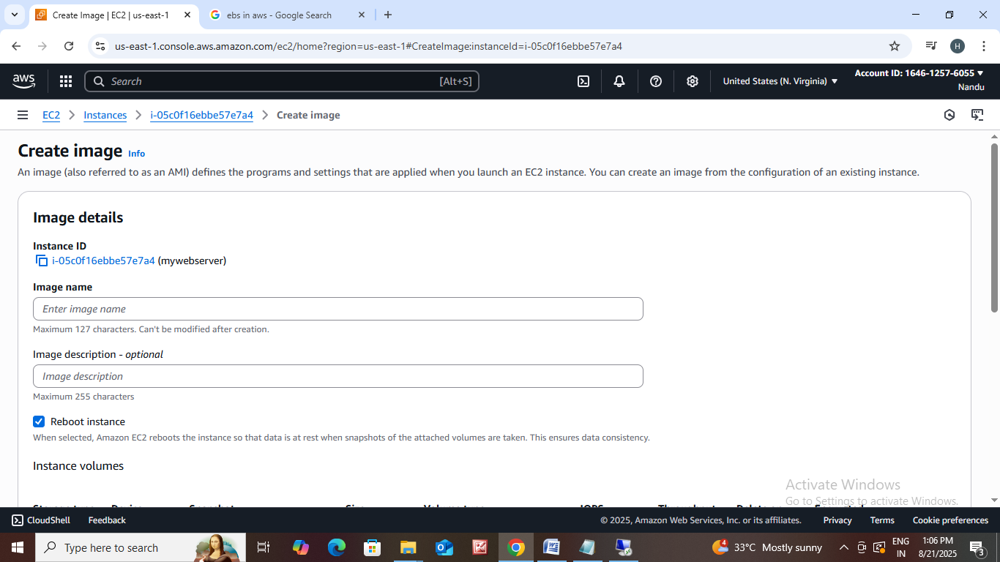 Create Image | EC2 | us-east-1
ebs in aws - Google Search
us-east-1.console.aws.amazon.com/ec2/home?region=us-east-1#CreateImage:instanceId=i-05c0f16ebbe57e7a4
H
aws
Search
[Alt+S]
United States (N. Virginia)
Account ID: 1646-1257-6055
Nandu
EC2
Instances
i-05c0f16ebbe57e7a4
Create image
Create image Info
An image (also referred to as an AMI) defines the programs and settings that are applied when you launch an EC2 instance. You can create an image from the configuration of an existing instance.
Image details
Instance ID
i-05c0f16ebbe57e7a4 (mywebserver)
Image name
Enter image name
Maximum 127 characters. Can't be modified after creation.
Image description - optional
Image description
Maximum 255 characters
Reboot instance
When selected, Amazon EC2 reboots the instance so that data is at rest when snapshots of the attached volumes are taken. This ensures data consistency.
Instance volumes
Activate Windows
Go to Settings to activate Windows.
CloudShell
Feedback
© 2025, Amazon Web Services, Inc. or its affiliates.
Privacy
Terms
Cookie preferences
Type here to search
33°C Mostly sunny
ENG
IN
1:06 PM
8/21/2025
3